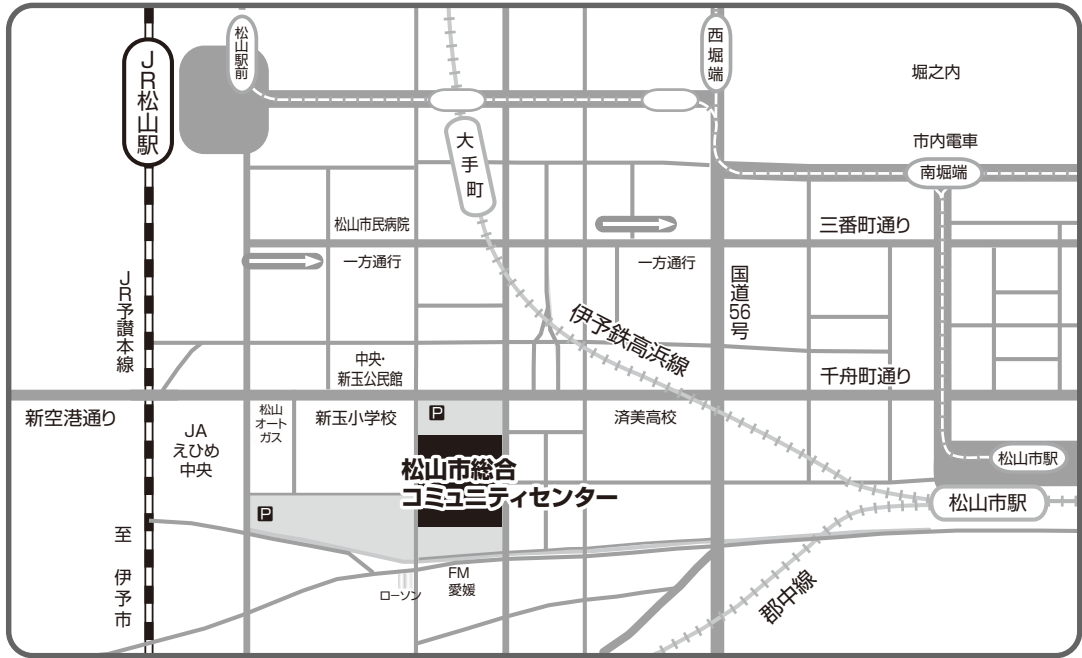 JR松山駅
松山駅前
西堀端
堀之内
大手町
市内電車
南堀端
松山市民病院
三番町通り
一方通行
一方通行
国道56号
JR予讃本線
伊予鉄高浜線
中央・
新玉公民館
千舟町通り
新空港通り
松山
オート
ガス
新玉小学校
P
済美高校
JA
えひめ
中央
松山市総合
コミュニティセンター
松山市駅
P
松山市駅
至 伊予市
FM
愛媛
ローソン
郡中線